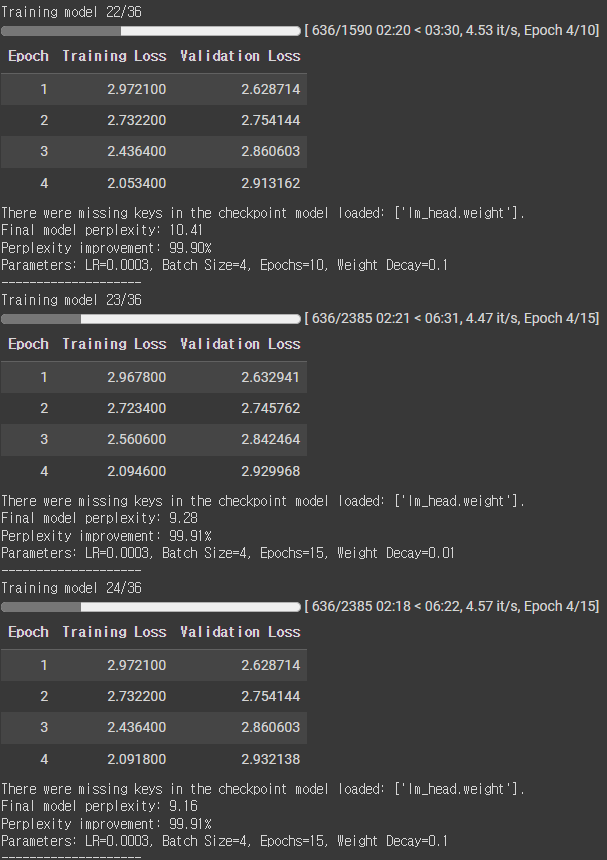 Training model 22/36
[ 636/1590 02:20 < 03:30, 4.53 it/s, Epoch 4/10]
Epoch Training Loss Validation Loss
1 2.972100 2.628714
2 2.732200 2.754144
3 2.436400 2.860603
4 2.053400 2.913162
There were missing keys in the checkpoint model loaded: ['lm_head.weight'].
Final model perplexity: 10.41
Perplexity improvement: 99.90%
Parameters: LR=0.0003, Batch Size=4, Epochs=10, Weight Decay=0.1
--------------------
Training model 23/36
[ 636/2385 02:21 < 06:31, 4.47 it/s, Epoch 4/15]
Epoch Training Loss Validation Loss
1 2.967800 2.632941
2 2.723400 2.745762
3 2.560600 2.842464
4 2.094600 2.929968
There were missing keys in the checkpoint model loaded: ['lm_head.weight'].
Final model perplexity: 9.28
Perplexity improvement: 99.91%
Parameters: LR=0.0003, Batch Size=4, Epochs=15, Weight Decay=0.01
--------------------
Training model 24/36
[ 636/2385 02:18 < 06:22, 4.57 it/s, Epoch 4/15]
Epoch Training Loss Validation Loss
1 2.972100 2.628714
2 2.732200 2.754144
3 2.436400 2.860603
4 2.091800 2.932138
There were missing keys in the checkpoint model loaded: ['lm_head.weight'].
Final model perplexity: 9.16
Perplexity improvement: 99.91%
Parameters: LR=0.0003, Batch Size=4, Epochs=15, Weight Decay=0.1
--------------------